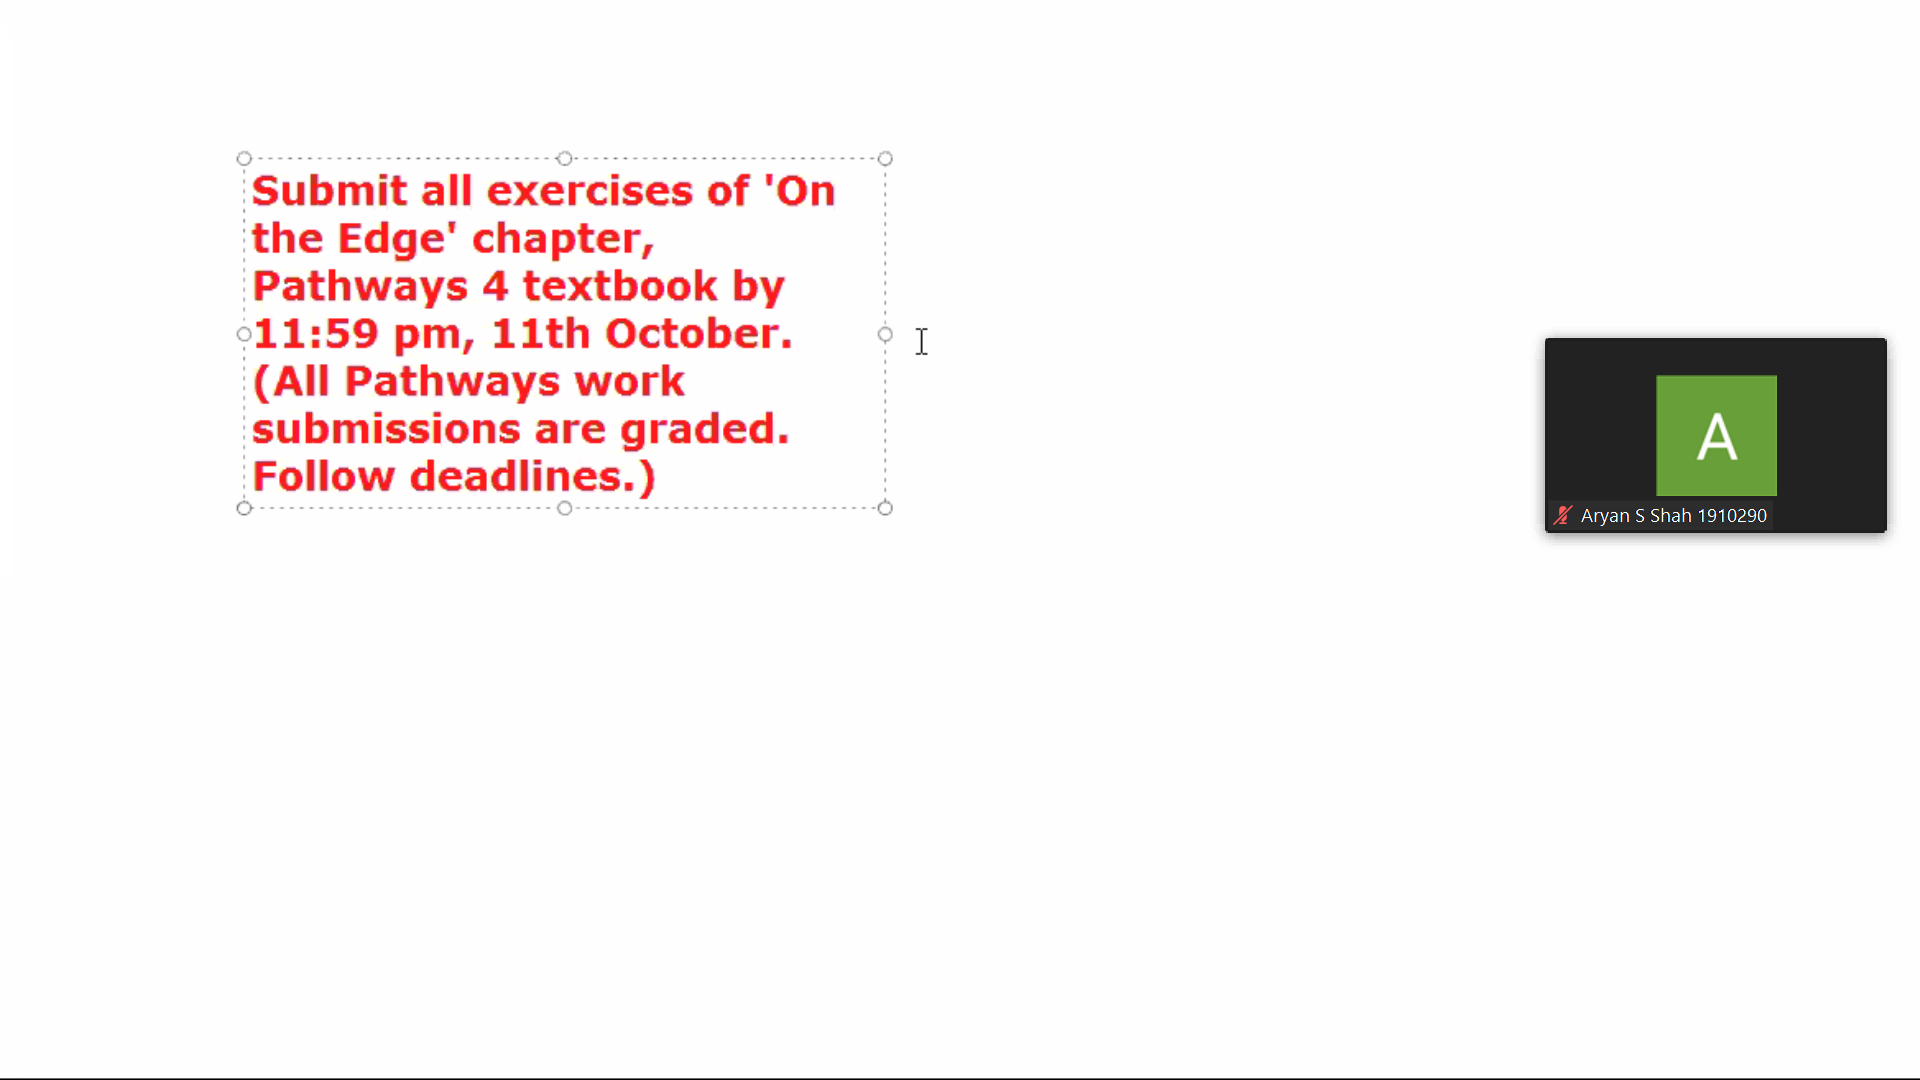 Submit all exercises of 'On
the Edge' chapter,
Pathways 4 textbook by
11:59 pm, 11th October.
(All Pathways work
submissions are graded.
Follow deadlines.)
A
Aryan S Shah 1910290